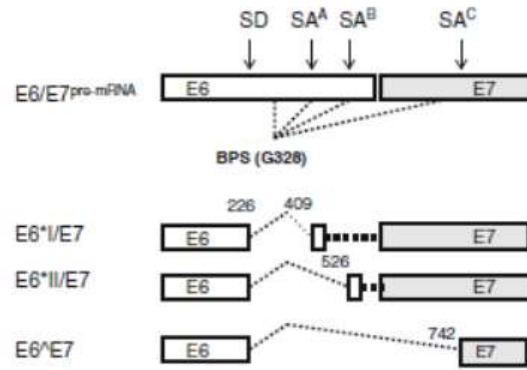 SD SA^A SA^B SA^C
E6/E7^pre-mRNA E6 E7
BPS (G328)
226 409
E6*I/E7 E6 E7
526
E6*II/E7 E6 E7
742
E6^E7 E6 E7